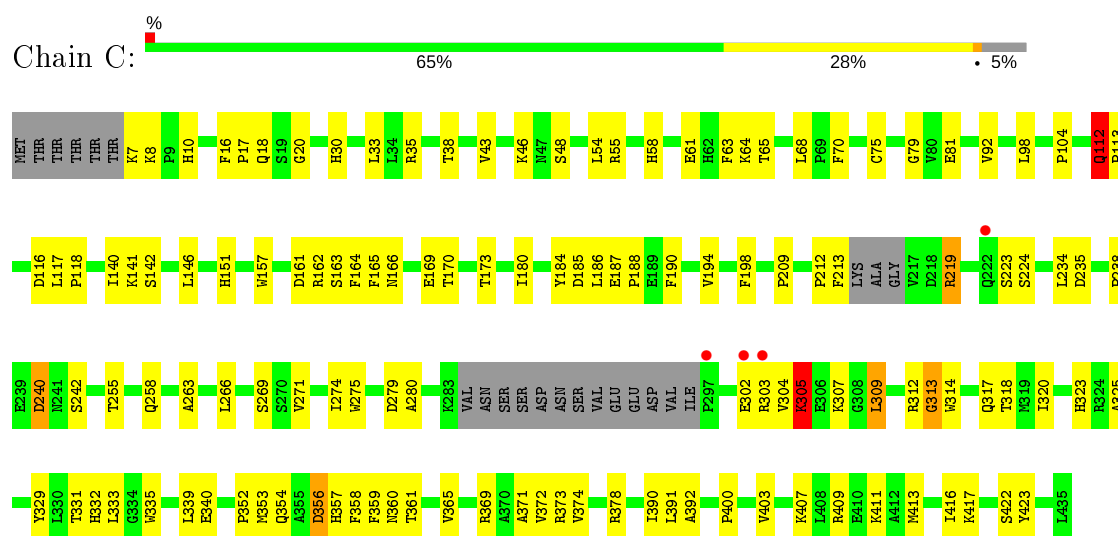 %
Chain C:
65% 28% • 5%
MET THR THR THR THR THR K7 K8 P9 H10 F16 P17 Q18 S19 G20 H30 L33 L34 R35 T38 V43 K46 N47 S48 L54 R55 H58 E61 H62 F63 K64 T65 L68 P69 F70 C75 G79 V80 E81 V92 L98 P104 Q112
D116 L117 P118 I140 K141 S142 L146 H151 W157 D161 R162 S163 F164 F165 N166 E169 T170 T173 I180 Y184 D185 L186 E187 P188 E189 F190 V194 F198 P209 P212 F213 LYS ALA GLY V217 D218 R219 Q222 S223 S224 L234 D235
E239 D240 N241 S242 T255 Q258 A263 L266 S269 S270 V271 I274 W275 D279 A280 K283 VAL ASN SER SER ASP ASN SER VAL GLU GLU ASP VAL ILE P297 E302 R303 V304 K305 E306 K307 G308 L309 R312 G313 W314 Q317 T318 M319 I320 H323 R324 A325
Y329 L330 T331 H332 L333 G334 W335 L339 E340 P352 M353 Q354 A355 D356 H357 F358 F359 N360 T361 V365 R369 A370 A371 V372 R373 V374 R378 I390 L391 A392 P400 V403 K407 L408 R409 E410 K411 A412 M413 I416 K417 S422 Y423 L435